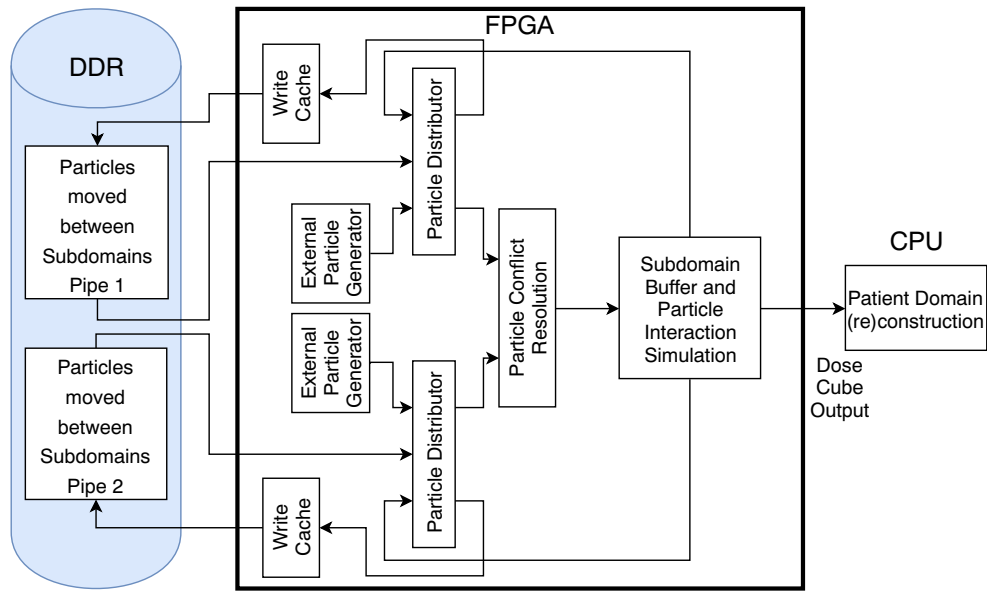 DDR
Particles
moved
between
Subdomains
Pipe 1
Particles
moved
between
Subdomains
Pipe 2
FPGA
Write
Cache
Particle Distributor
External
Particle
Generator
External
Particle
Generator
Particle Distributor
Write
Cache
Particle Conflict
Resolution
Subdomain
Buffer and
Particle
Interaction
Simulation
CPU
Patient Domain
(re)construction
Dose
Cube
Output